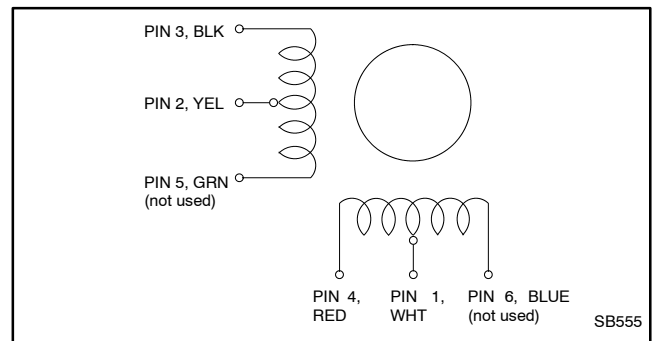 PIN 3, BLK
PIN 2, YEL
PIN 5, GRN
(not used)
PIN 4,
RED
PIN 1,
WHT
PIN 6, BLUE
(not used)
SB555